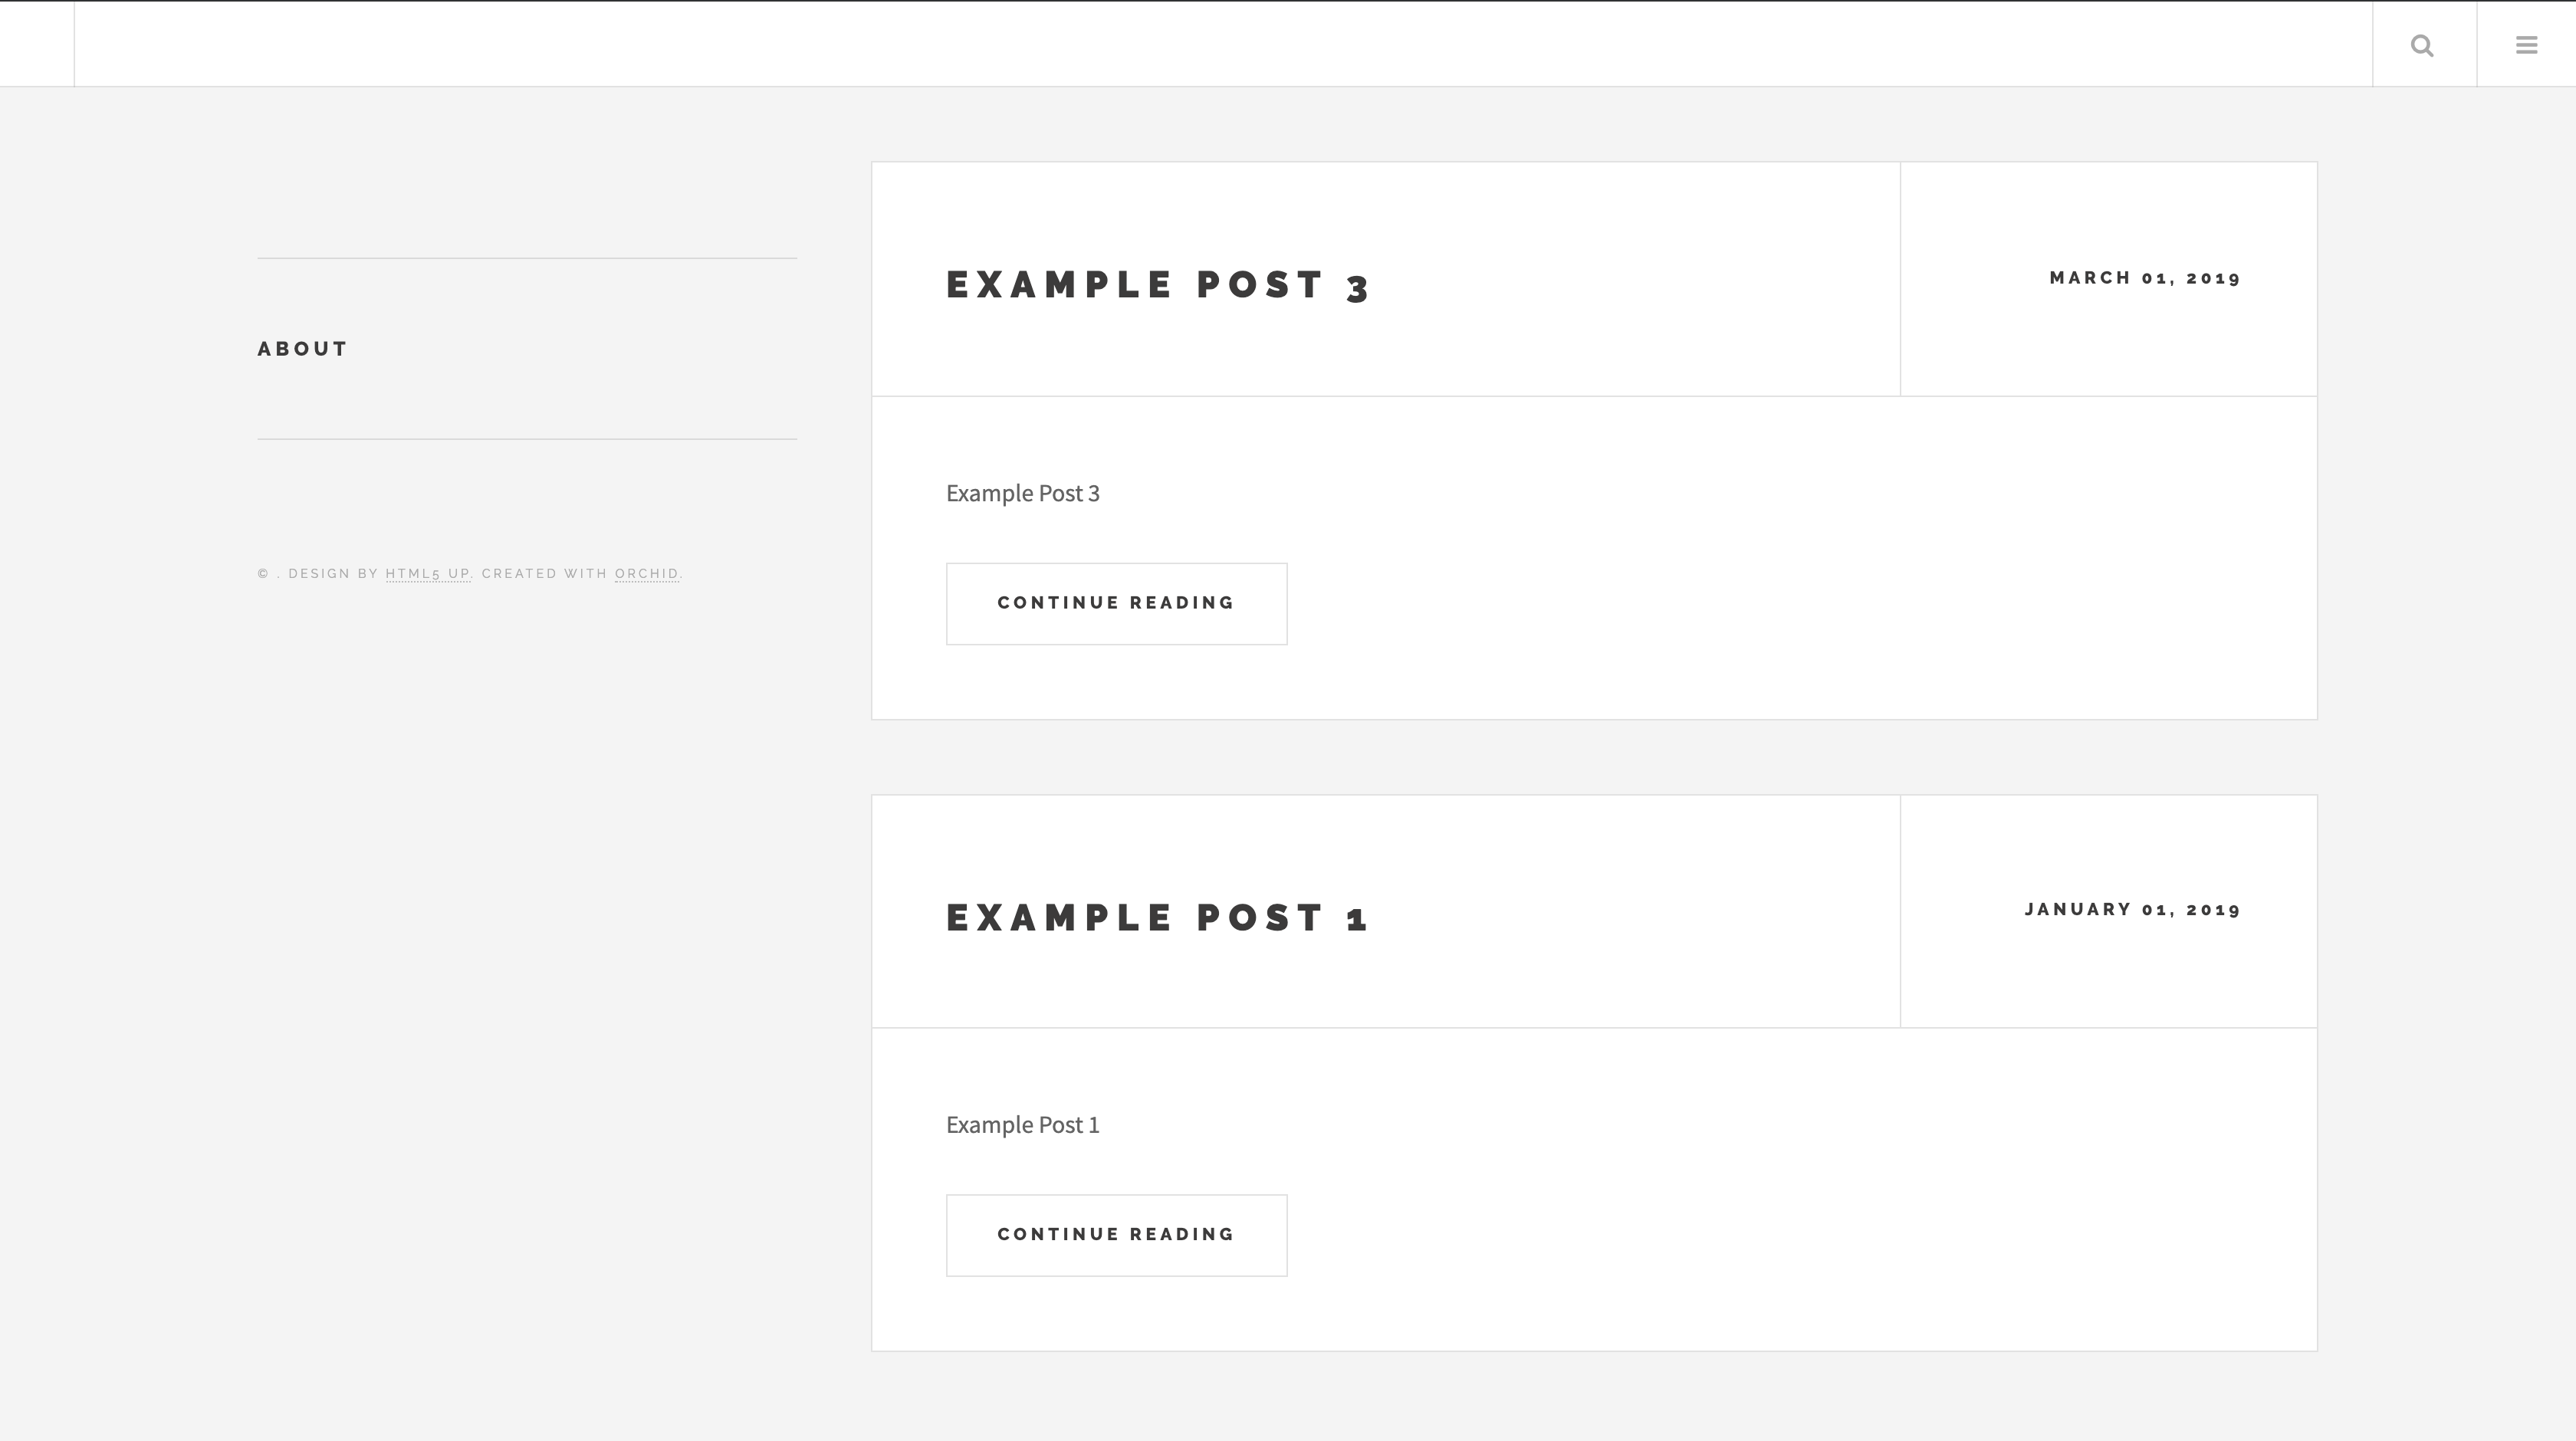 ABOUT
© . DESIGN BY HTML5 UP. CREATED WITH ORCHID.
EXAMPLE POST 3
MARCH 01, 2019
Example Post 3
CONTINUE READING
EXAMPLE POST 1
JANUARY 01, 2019
Example Post 1
CONTINUE READING